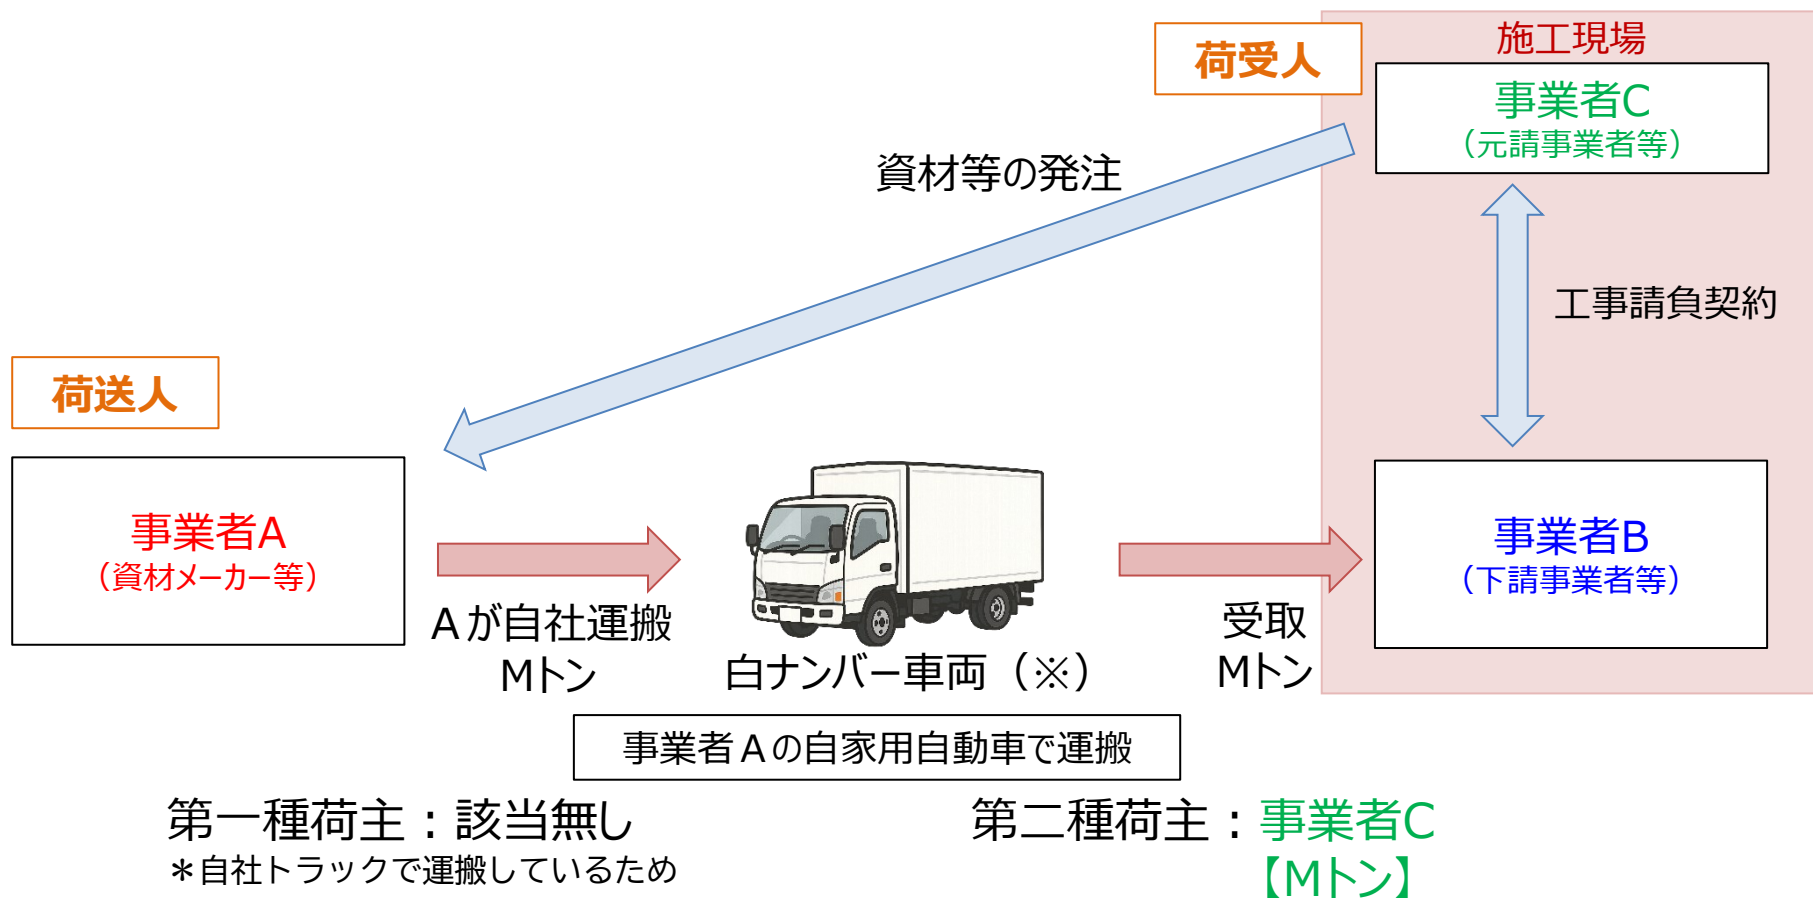 施工現場
荷受人
事業者C
（元請事業者等）
資材等の発注
工事請負契約
荷送人
事業者A
（資材メーカー等）
事業者B
（下請事業者等）
Aが自社運搬
Mトン
白ナンバー車両（※）
受取
Mトン
事業者Aの自家用自動車で運搬
第一種荷主：該当無し
＊自社トラックで運搬しているため
第二種荷主：事業者C
【Mトン】